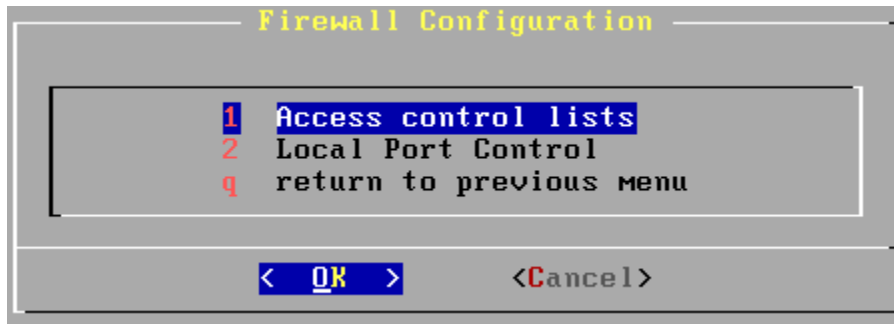 Firewall Configuration
1 Access control lists
2 Local Port Control
q return to previous menu
< OK > <Cancel>